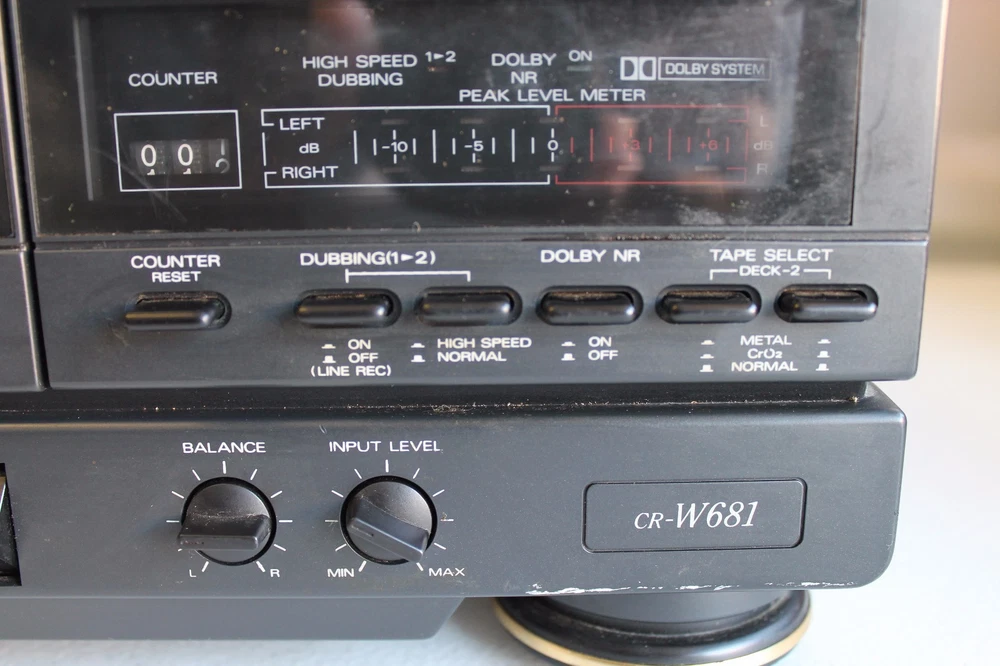 COUNTER
HIGH SPEED 1►2
DUBBING
DOLBY ON
NR
DOLBY SYSTEM
PEAK LEVEL METER
LEFT
dB
RIGHT
-10 -5 0 +3 +6
L
dB
R
0 0
COUNTER
RESET
DUBBING(1►2)
DOLBY NR
TAPE SELECT
DECK-2
ON
OFF
(LINE REC)
HIGH SPEED
NORMAL
ON
OFF
METAL
CrO₂
NORMAL
BALANCE
L R
INPUT LEVEL
MIN MAX
CR-W681